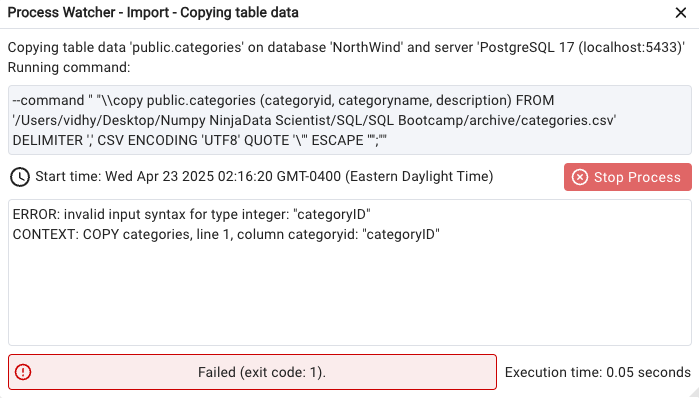 Process Watcher - Import - Copying table data
Copying table data 'public.categories' on database 'NorthWind' and server 'PostgreSQL 17 (localhost:5433)'
Running command:
--command " "\\copy public.categories (categoryid, categoryname, description) FROM
'/Users/vidhy/Desktop/Numpy NinjaData Scientist/SQL/SQL Bootcamp/archive/categories.csv'
DELIMITER ',' CSV ENCODING 'UTF8' QUOTE '\"' ESCAPE '''';""
Start time: Wed Apr 23 2025 02:16:20 GMT-0400 (Eastern Daylight Time)
Stop Process
ERROR: invalid input syntax for type integer: "categoryID"
CONTEXT: COPY categories, line 1, column categoryid: "categoryID"
Failed (exit code: 1).
Execution time: 0.05 seconds